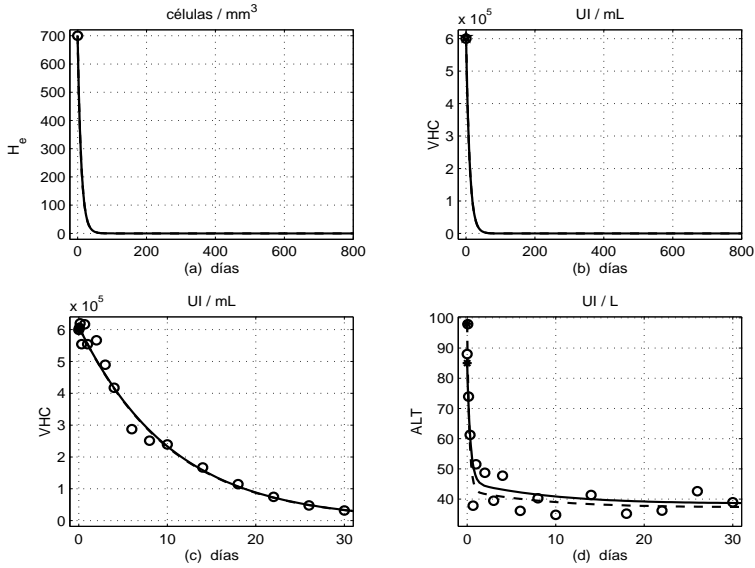 células / mm3
700
600
500
400
300
200
100
0
H_e
0 200 400 600 800
(a) días
x 10^5
UI / mL
6
5
4
3
2
1
0
VHC
0 200 400 600 800
(b) días
x 10^5
UI / mL
6
5
4
3
2
1
0
VHC
0 10 20 30
(c) días
UI / L
100
90
80
70
60
50
40
30
ALT
0 10 20 30
(d) días